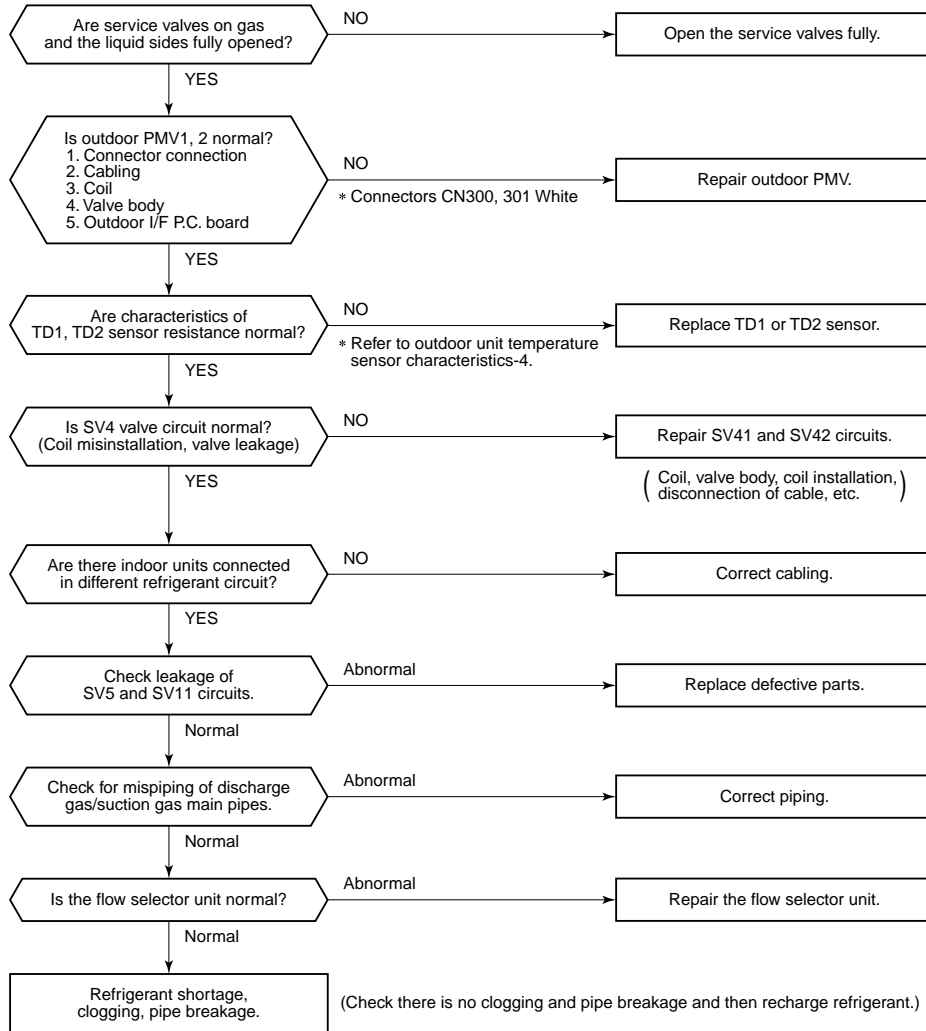 Are service valves on gas
and the liquid sides fully opened?
NO
Open the service valves fully.
YES
Is outdoor PMV1, 2 normal?
1. Connector connection
2. Cabling
3. Coil
4. Valve body
5. Outdoor I/F P.C. board
NO
* Connectors CN300, 301 White
Repair outdoor PMV.
YES
Are characteristics of
TD1, TD2 sensor resistance normal?
NO
* Refer to outdoor unit temperature
sensor characteristics-4.
Replace TD1 or TD2 sensor.
YES
Is SV4 valve circuit normal?
(Coil misinstallation, valve leakage)
NO
Repair SV41 and SV42 circuits.
( Coil, valve body, coil installation,
disconnection of cable, etc. )
YES
Are there indoor units connected
in different refrigerant circuit?
NO
Correct cabling.
YES
Check leakage of
SV5 and SV11 circuits.
Abnormal
Replace defective parts.
Normal
Check for mispiping of discharge
gas/suction gas main pipes.
Abnormal
Correct piping.
Normal
Is the flow selector unit normal?
Abnormal
Repair the flow selector unit.
Normal
Refrigerant shortage,
clogging, pipe breakage.
(Check there is no clogging and pipe breakage and then recharge refrigerant.)